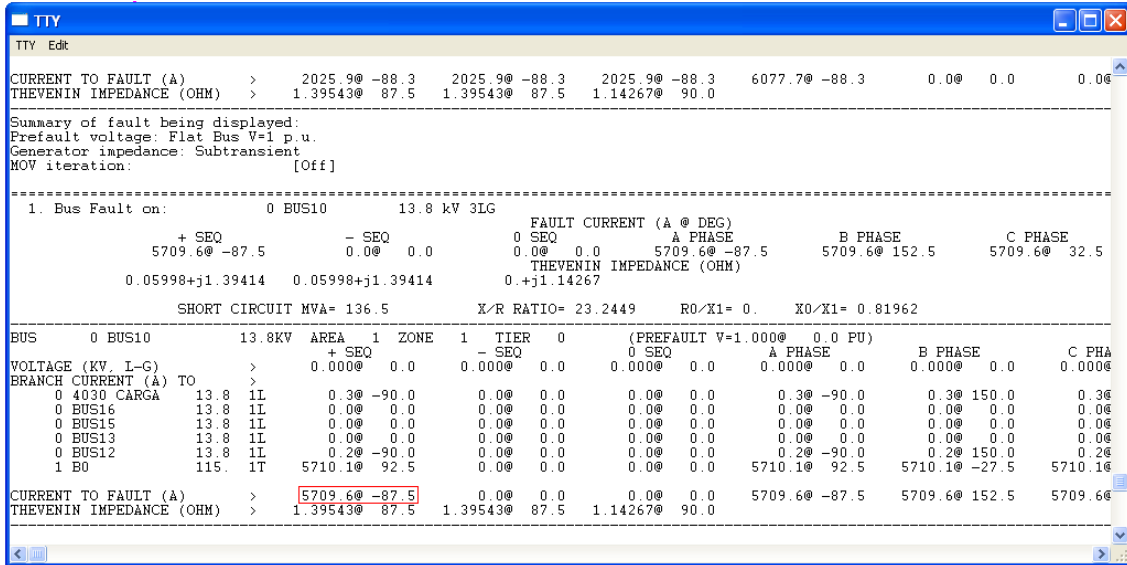 TTY
TTY Edit
CURRENT TO FAULT (A) > 2025.9@ -88.3 2025.9@ -88.3 2025.9@ -88.3 6077.7@ -88.3 0.0@ 0.0 0.0@
THEVENIN IMPEDANCE (OHM) > 1.39543@ 87.5 1.39543@ 87.5 1.14267@ 90.0
Summary of fault being displayed:
Prefault voltage: Flat Bus V=1 p.u.
Generator impedance: Subtransient
MOV iteration: [Off]
1. Bus Fault on: 0 BUS10 13.8 kV 3LG
FAULT CURRENT (A @ DEG)
+ SEQ - SEQ 0 SEQ A PHASE B PHASE C PHASE
5709.6@ -87.5 0.0@ 0.0 0.0@ 0.0 5709.6@ -87.5 5709.6@ 152.5 5709.6@ 32.5
THEVENIN IMPEDANCE (OHM)
0.05998+j1.39414 0.05998+j1.39414 0.+j1.14267
SHORT CIRCUIT MVA= 136.5 X/R RATIO= 23.2449 R0/X1= 0. X0/X1= 0.81962
BUS 0 BUS10 13.8KV AREA 1 ZONE 1 TIER 0 (PREFAULT V=1.000@ 0.0 PU)
+ SEQ - SEQ 0 SEQ A PHASE B PHASE C PHA
VOLTAGE (KV, L-G) > 0.000@ 0.0 0.000@ 0.0 0.000@ 0.0 0.000@ 0.0 0.000@ 0.0 0.000@
BRANCH CURRENT (A) TO >
0 4030 CARGA 13.8 1L 0.3@ -90.0 0.0@ 0.0 0.0@ 0.0 0.3@ -90.0 0.3@ 150.0 0.3@
0 BUS16 13.8 1L 0.0@ 0.0 0.0@ 0.0 0.0@ 0.0 0.0@ 0.0 0.0@ 0.0 0.0@
0 BUS15 13.8 1L 0.0@ 0.0 0.0@ 0.0 0.0@ 0.0 0.0@ 0.0 0.0@ 0.0 0.0@
0 BUS13 13.8 1L 0.0@ 0.0 0.0@ 0.0 0.0@ 0.0 0.0@ 0.0 0.0@ 0.0 0.0@
0 BUS12 13.8 1L 0.2@ -90.0 0.0@ 0.0 0.0@ 0.0 0.2@ -90.0 0.2@ 150.0 0.2@
1 B0 115. 1T 5710.1@ 92.5 0.0@ 0.0 0.0@ 0.0 5710.1@ 92.5 5710.1@ -27.5 5710.1@
CURRENT TO FAULT (A) > 5709.6@ -87.5 0.0@ 0.0 0.0@ 0.0 5709.6@ -87.5 5709.6@ 152.5 5709.6@
THEVENIN IMPEDANCE (OHM) > 1.39543@ 87.5 1.39543@ 87.5 1.14267@ 90.0